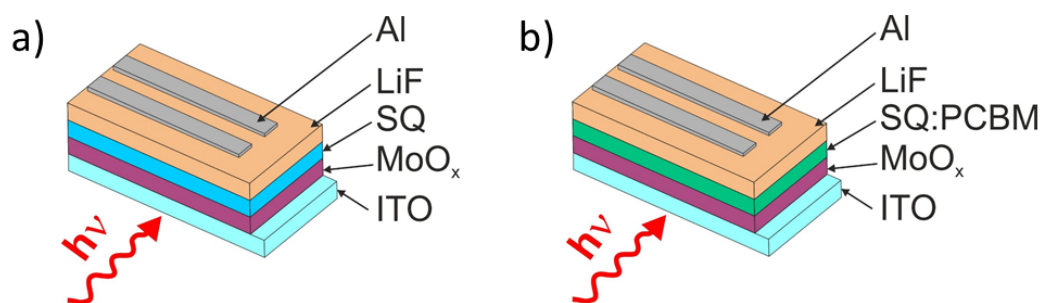 a)
Al
LiF
SQ
MoOₓ
ITO
hν
b)
Al
LiF
SQ:PCBM
MoOₓ
ITO
hν